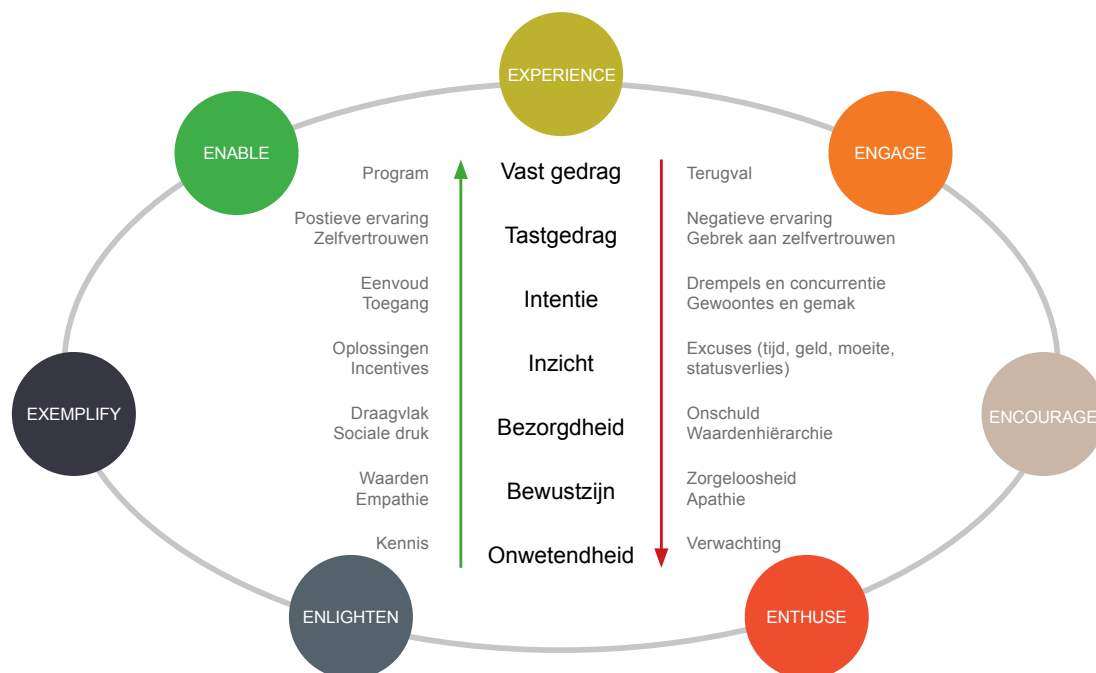 EXPERIENCE
ENABLE
ENGAGE
Program
Vast gedrag
Terugval
Postieve ervaring
Zelfvertrouwen
Tastgedrag
Negatieve ervaring
Gebrek aan zelfvertrouwen
Eenvoud
Toegang
Intentie
Drempels en concurrentie
Gewoontes en gemak
Oplossingen
Incentives
Inzicht
Excuses (tijd, geld, moeite,
statusverlies)
EXEMPLIFY
ENCOURAGE
Draagvlak
Sociale druk
Bezorgdheid
Onschuld
Waardenhiërarchie
Waarden
Empathie
Bewustzijn
Zorgeloosheid
Apathie
Kennis
Onwetendheid
Verwachting
ENLIGHTEN
ENTHUSE